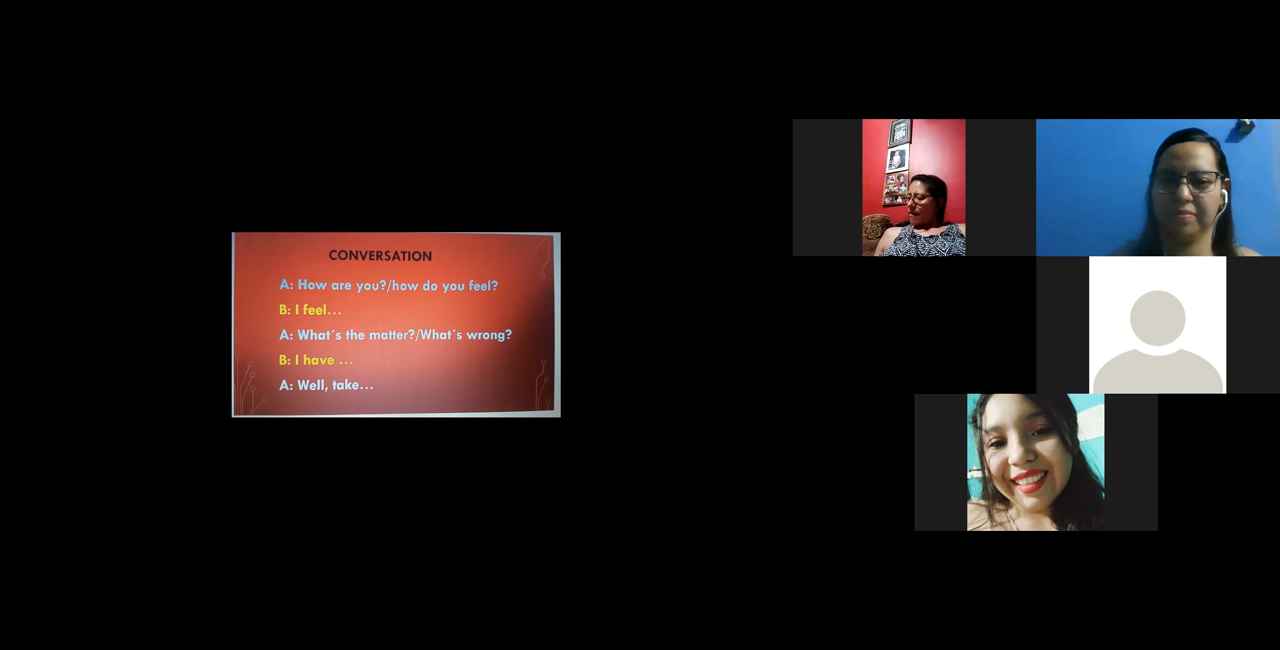 CONVERSATION
A: How are you?/how do you feel?
B: I feel...
A: What´s the matter?/What´s wrong?
B: I have ...
A: Well, take...